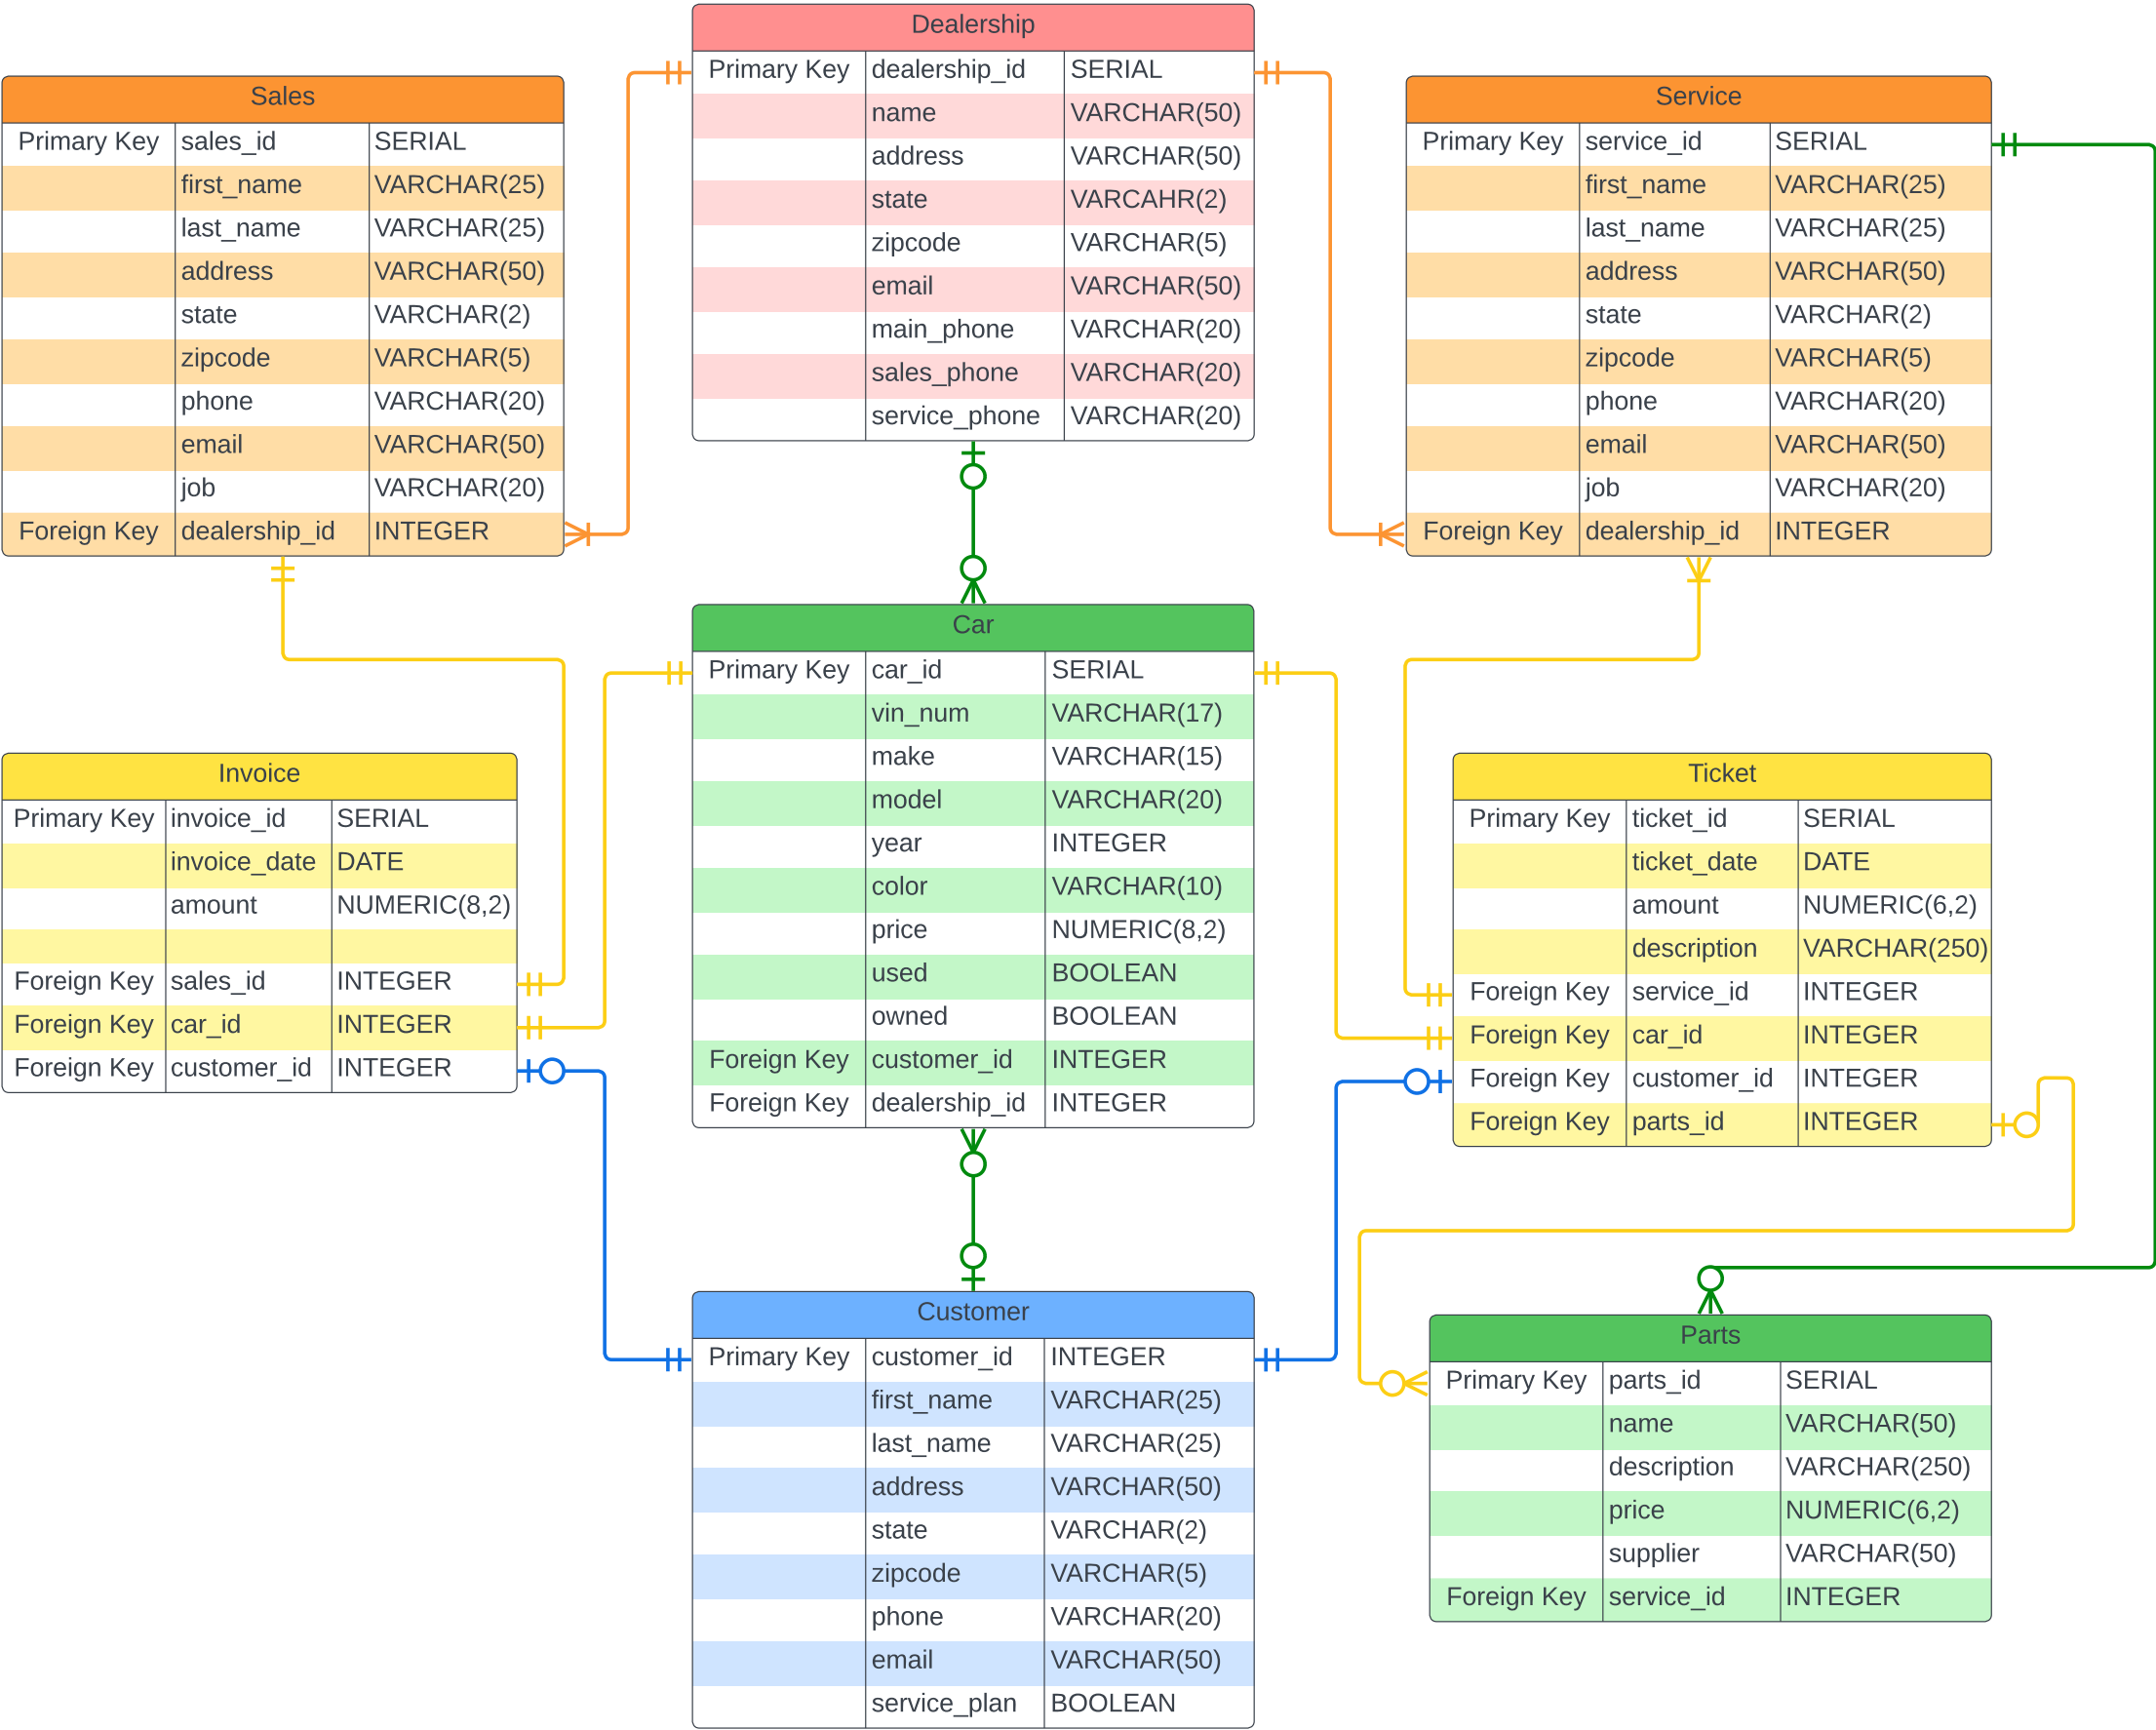 Dealership
Primary Key dealership_id SERIAL
name VARCHAR(50)
address VARCHAR(50)
state VARCAHR(2)
zipcode VARCHAR(5)
email VARCHAR(50)
main_phone VARCHAR(20)
sales_phone VARCHAR(20)
service_phone VARCHAR(20)
Sales
Primary Key sales_id SERIAL
first_name VARCHAR(25)
last_name VARCHAR(25)
address VARCHAR(50)
state VARCHAR(2)
zipcode VARCHAR(5)
phone VARCHAR(20)
email VARCHAR(50)
job VARCHAR(20)
Foreign Key dealership_id INTEGER
Service
Primary Key service_id SERIAL
first_name VARCHAR(25)
last_name VARCHAR(25)
address VARCHAR(50)
state VARCHAR(2)
zipcode VARCHAR(5)
phone VARCHAR(20)
email VARCHAR(50)
job VARCHAR(20)
Foreign Key dealership_id INTEGER
Car
Primary Key car_id SERIAL
vin_num VARCHAR(17)
make VARCHAR(15)
model VARCHAR(20)
year INTEGER
color VARCHAR(10)
price NUMERIC(8,2)
used BOOLEAN
owned BOOLEAN
Foreign Key customer_id INTEGER
Foreign Key dealership_id INTEGER
Invoice
Primary Key invoice_id SERIAL
invoice_date DATE
amount NUMERIC(8,2)
Foreign Key sales_id INTEGER
Foreign Key car_id INTEGER
Foreign Key customer_id INTEGER
Ticket
Primary Key ticket_id SERIAL
ticket_date DATE
amount NUMERIC(6,2)
description VARCHAR(250)
Foreign Key service_id INTEGER
Foreign Key car_id INTEGER
Foreign Key customer_id INTEGER
Foreign Key parts_id INTEGER
Customer
Primary Key customer_id INTEGER
first_name VARCHAR(25)
last_name VARCHAR(25)
address VARCHAR(50)
state VARCHAR(2)
zipcode VARCHAR(5)
phone VARCHAR(20)
email VARCHAR(50)
service_plan BOOLEAN
Parts
Primary Key parts_id SERIAL
name VARCHAR(50)
description VARCHAR(250)
price NUMERIC(6,2)
supplier VARCHAR(50)
Foreign Key service_id INTEGER